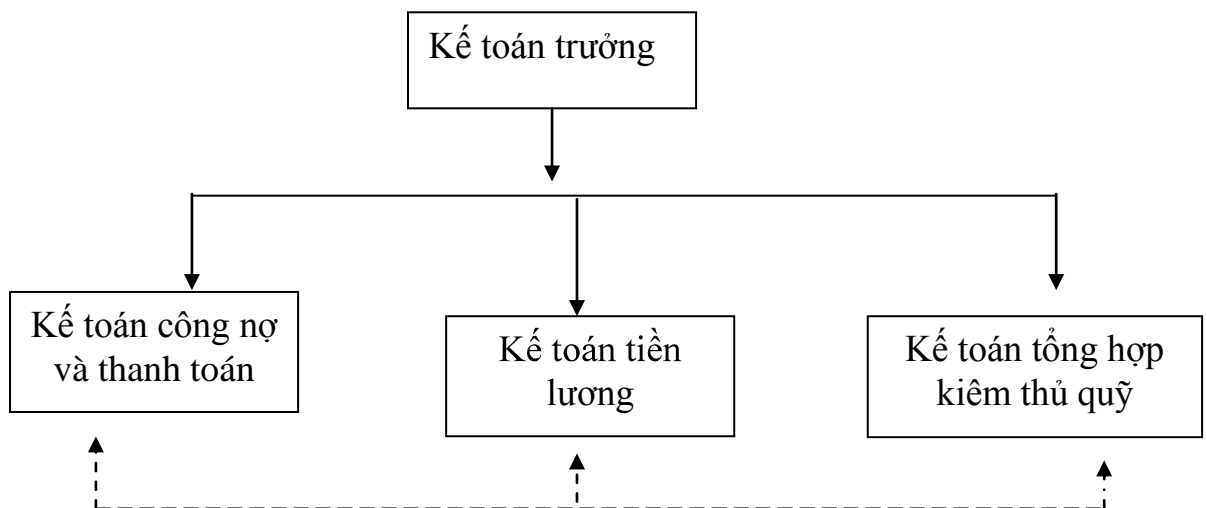 Kế toán trưởng
Kế toán công nợ
và thanh toán
Kế toán tiền
lương
Kế toán tổng hợp
kiêm thủ quỹ